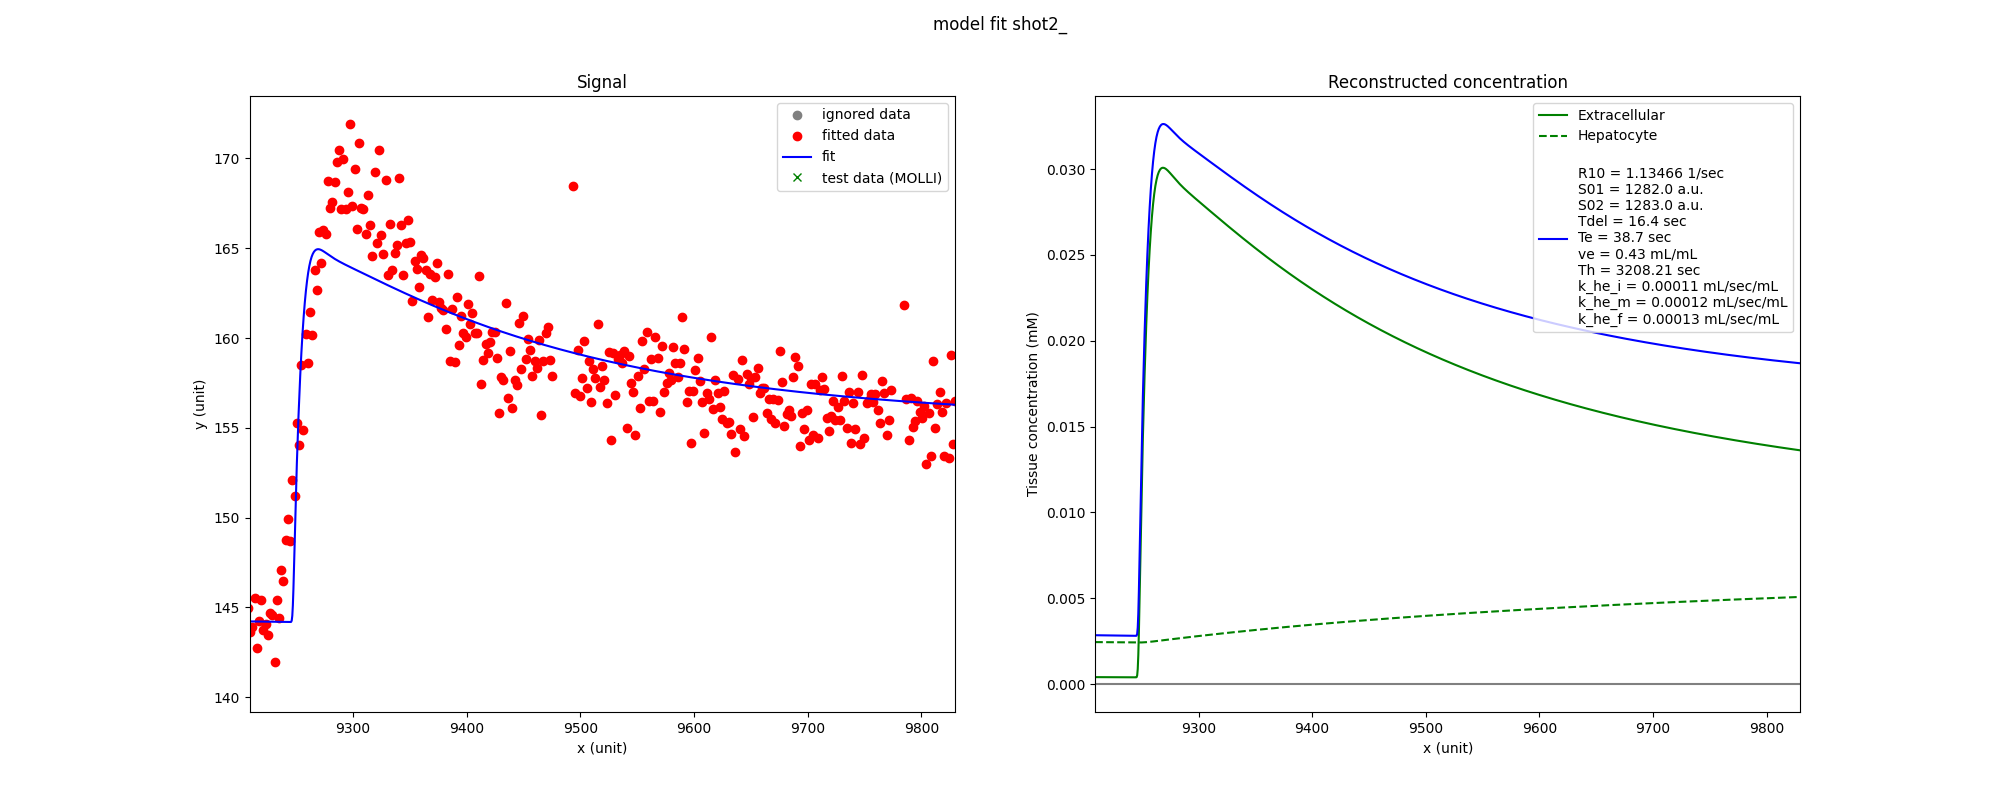 model fit shot2_
Signal
170
165
160
155
150
145
140
y (unit)
9300 9400 9500 9600 9700 9800
x (unit)
ignored data
fitted data
fit
test data (MOLLI)
Reconstructed concentration
0.030
0.025
0.020
0.015
0.010
0.005
0.000
Tissue concentration (mM)
9300 9400 9500 9600 9700 9800
x (unit)
Extracellular
Hepatocyte
R10 = 1.13466 1/sec
S01 = 1282.0 a.u.
S02 = 1283.0 a.u.
Tdel = 16.4 sec
Te = 38.7 sec
ve = 0.43 mL/mL
Th = 3208.21 sec
k_he_i = 0.00011 mL/sec/mL
k_he_m = 0.00012 mL/sec/mL
k_he_f = 0.00013 mL/sec/mL